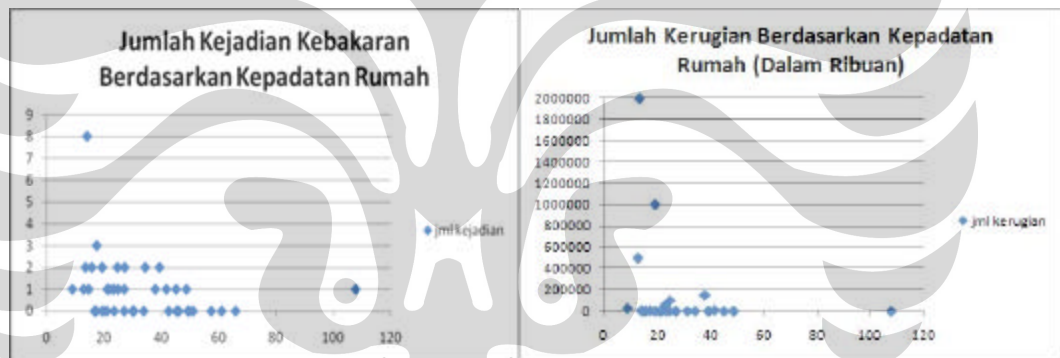 Jumlah Kejadian Kebakaran
Berdasarkan Kepadatan Rumah
9
8
7
6
5
4
3
2
1
0
0 20 40 60 80 100 120
jml kejadian
Jumlah Kerugian Berdasarkan Kepadatan
Rumah (Dalam Ribuan)
2000000
1800000
1600000
1400000
1200000
1000000
800000
600000
400000
200000
0
0 20 40 60 80 100 120
jml kerugian